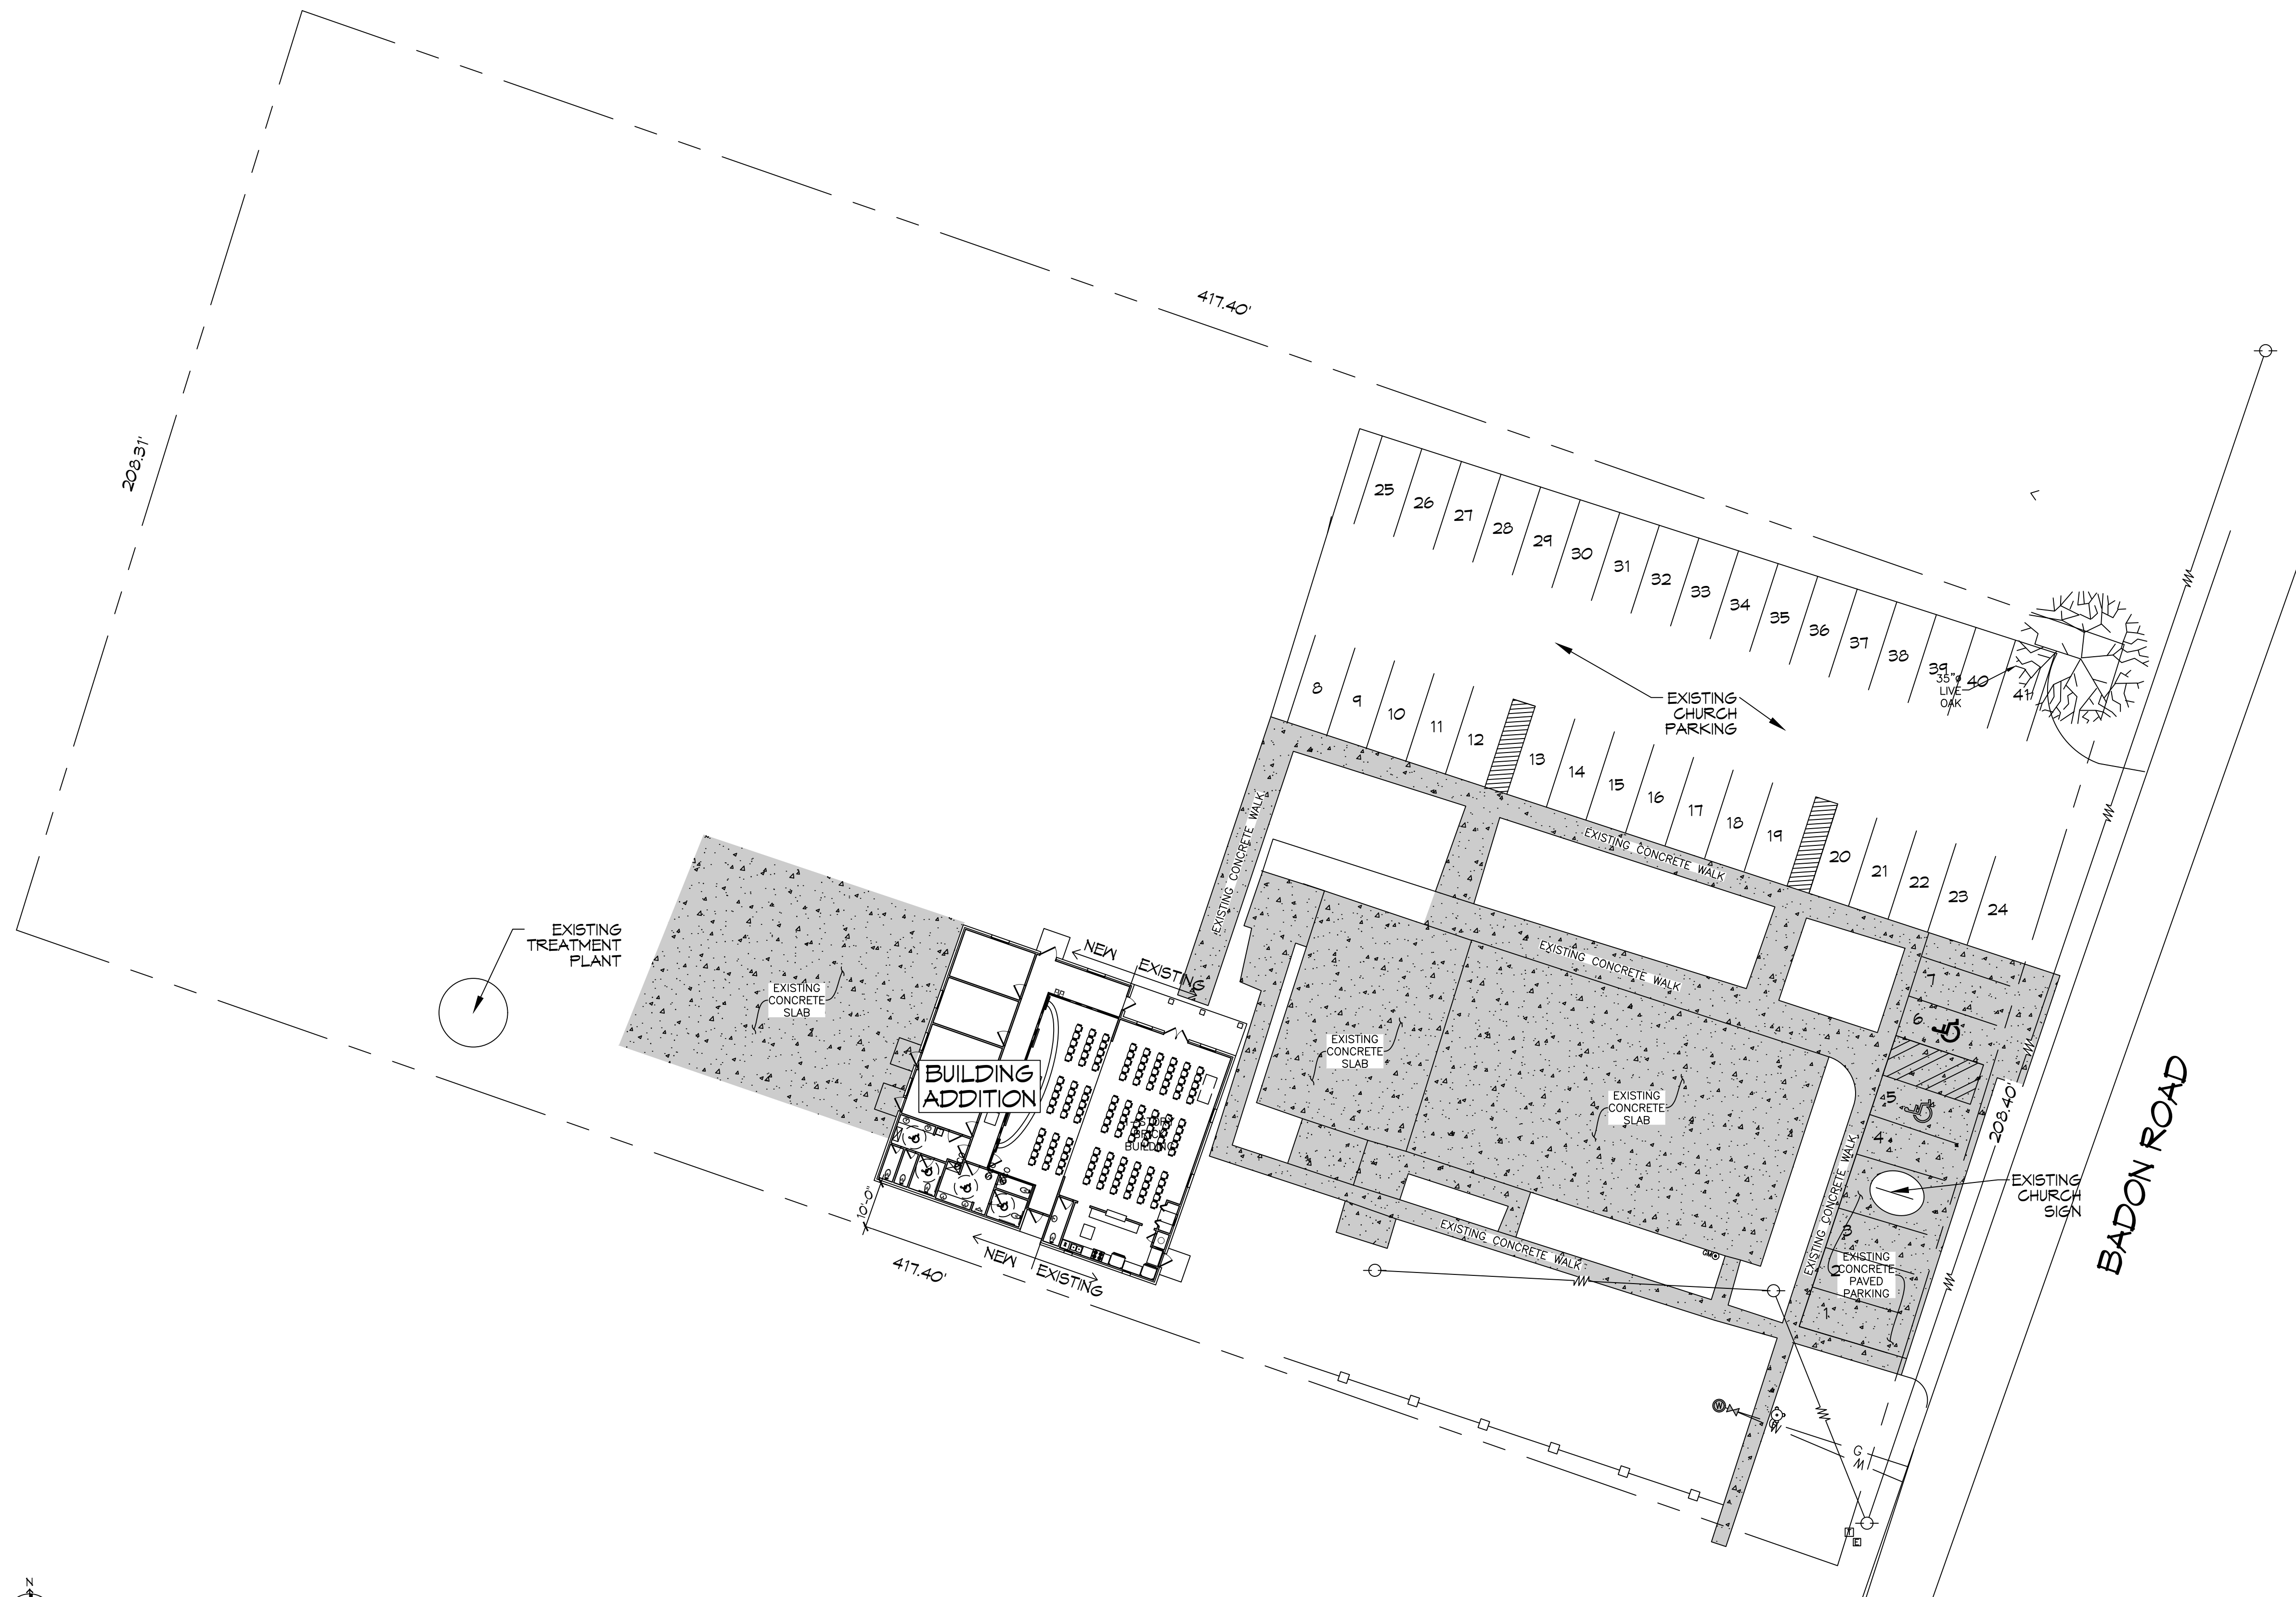 417.40'
208.31'
25
26
27
28
29
30
31
32
33
34
35
36
37
38
39
40
41
35"ø
LIVE
OAK
EXISTING
CHURCH
PARKING
8
9
10
11
12
13
14
15
16
17
18
19
20
21
22
23
24
EXISTING CONCRETE WALK
EXISTING CONCRETE WALK
EXISTING CONCRETE WALK
EXISTING
TREATMENT
PLANT
EXISTING
CONCRETE
SLAB
NEW
EXISTING
BUILDING
ADDITION
BUILDING
EXISTING
CONCRETE
SLAB
EXISTING
CONCRETE
SLAB
7
6
5
4
3
2
1
208.40'
BADON ROAD
EXISTING
CHURCH
SIGN
EXISTING CONCRETE WALK
EXISTING
CONCRETE
PAVED
PARKING
10'-0"
417.40'
NEW
EXISTING
EXISTING CONCRETE WALK
GM
W
G
W
T
E
N